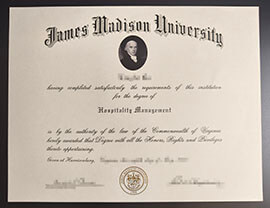 James Madison University
having completed satisfactorily the requirements of this institution
for the degree of
Hospitality Management
is by the authority of the law of the Commonwealth of Virginia
hereby awarded that Degree with all the Honors, Rights and Privileges
thereto appertaining.
Given at Harrisonburg,